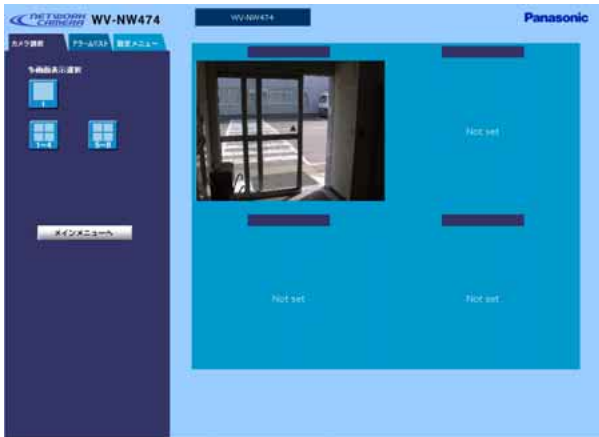 NETWORK CAMERA WV-NW474
WV-NW474
Panasonic
カメラ選択
アラームリスト
設定メニュー
多画面表示選択
1
1~4
5~8
メインメニューへ
Not set
Not set
Not set